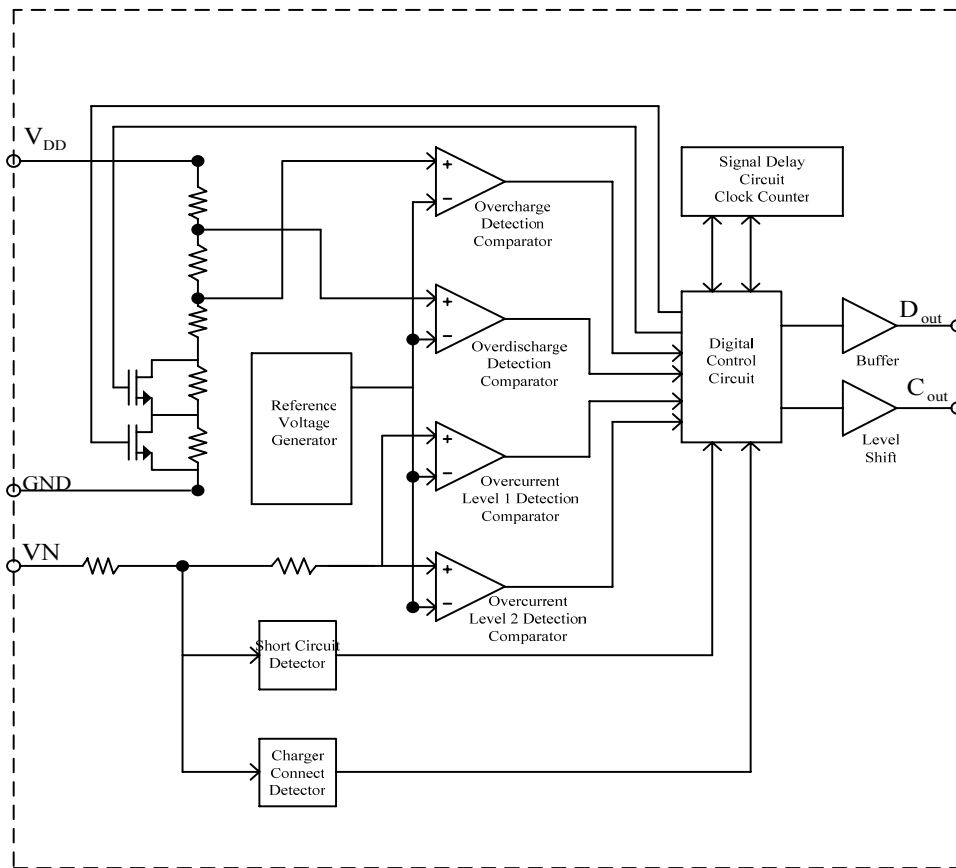 V_DD
Signal Delay
Circuit
Clock Counter
+
−
Overcharge
Detection
Comparator
+
−
Overdischarge
Detection
Comparator
Digital
Control
Circuit
D_out
Buffer
C_out
Level
Shift
Reference
Voltage
Generator
+
−
Overcurrent
Level 1 Detection
Comparator
GND
VN
+
−
Overcurrent
Level 2 Detection
Comparator
Short Circuit
Detector
Charger
Connect
Detector